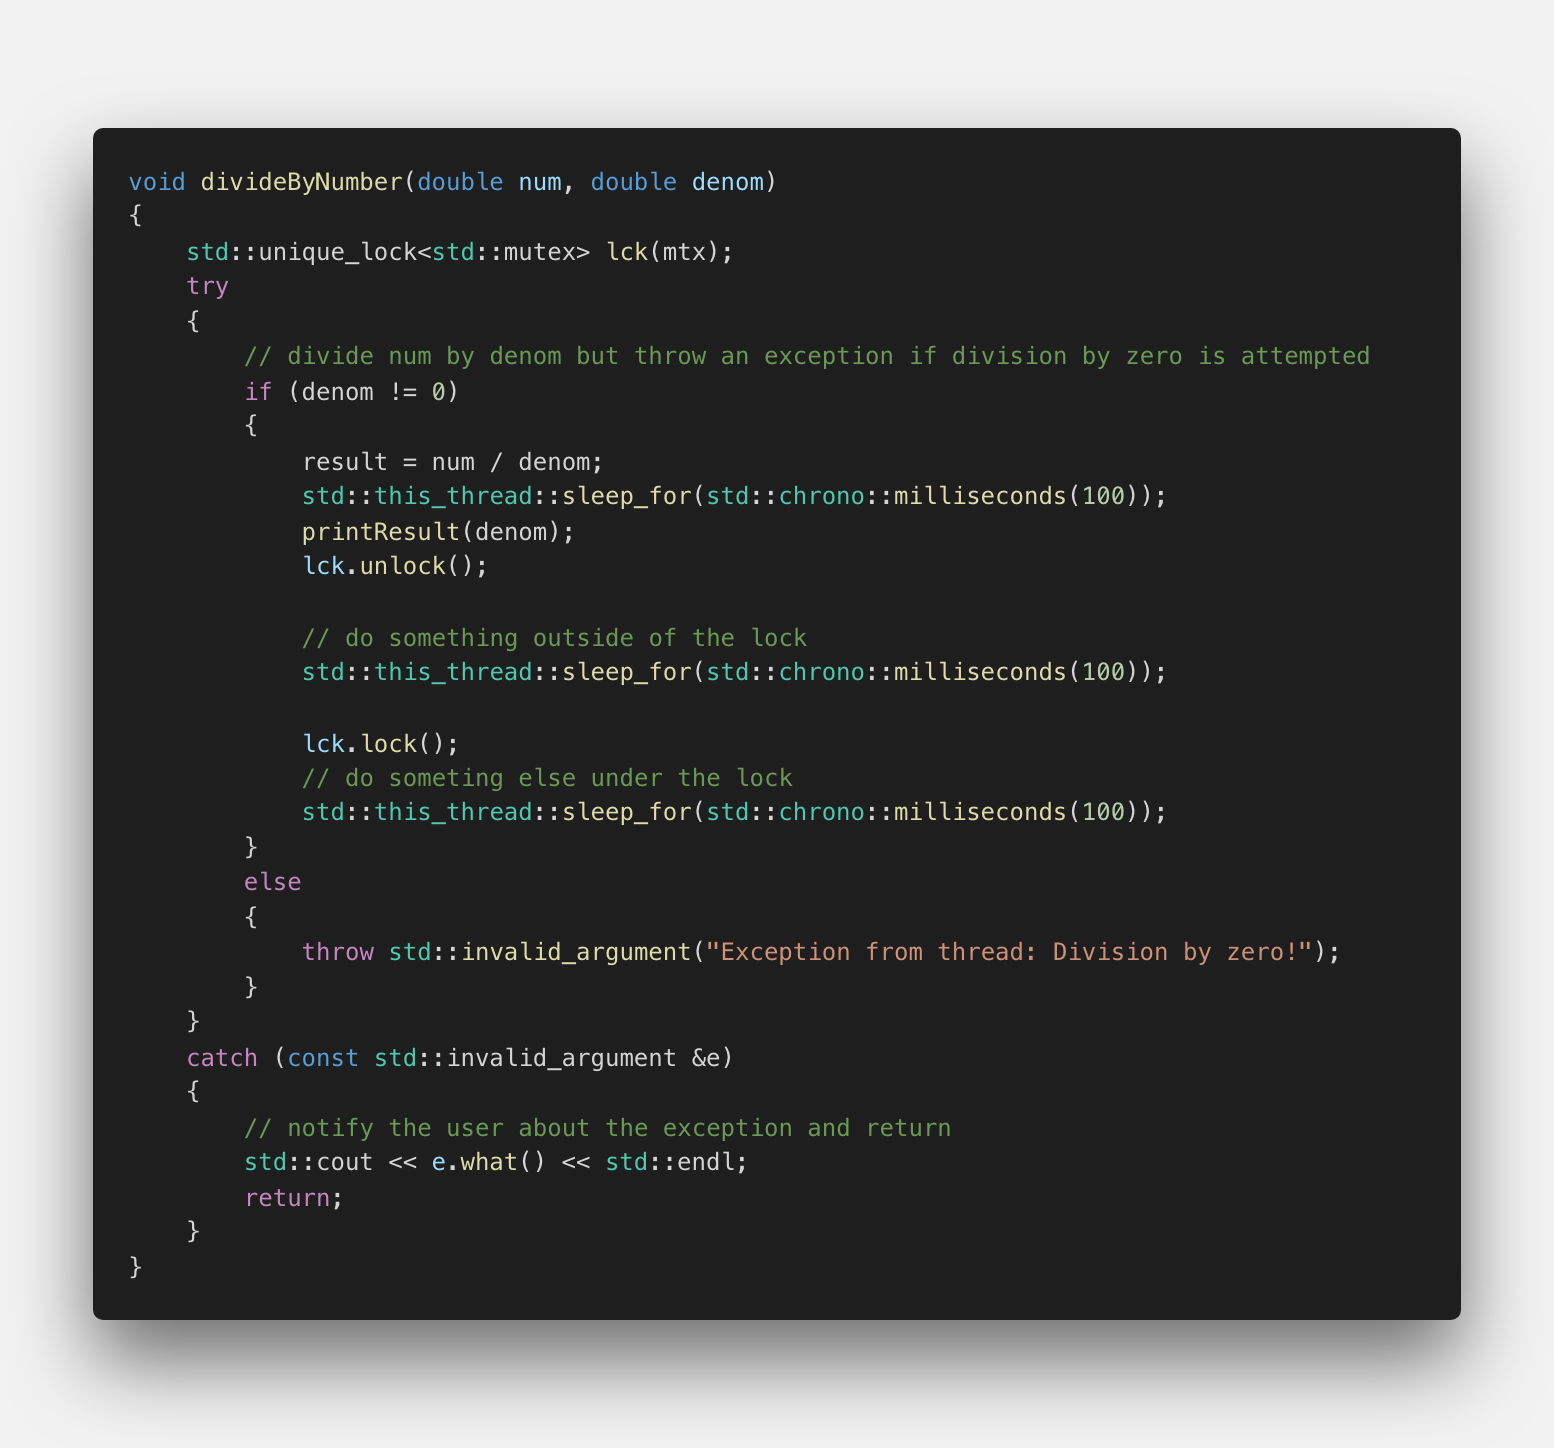 void divideByNumber(double num, double denom)
{
    std::unique_lock<std::mutex> lck(mtx);
    try
    {
        // divide num by denom but throw an exception if division by zero is attempted
        if (denom != 0)
        {
            result = num / denom;
            std::this_thread::sleep_for(std::chrono::milliseconds(100));
            printResult(denom);
            lck.unlock();

            // do something outside of the lock
            std::this_thread::sleep_for(std::chrono::milliseconds(100));

            lck.lock();
            // do someting else under the lock
            std::this_thread::sleep_for(std::chrono::milliseconds(100));
        }
        else
        {
            throw std::invalid_argument("Exception from thread: Division by zero!");
        }
    }
    catch (const std::invalid_argument &e)
    {
        // notify the user about the exception and return
        std::cout << e.what() << std::endl;
        return;
    }
}